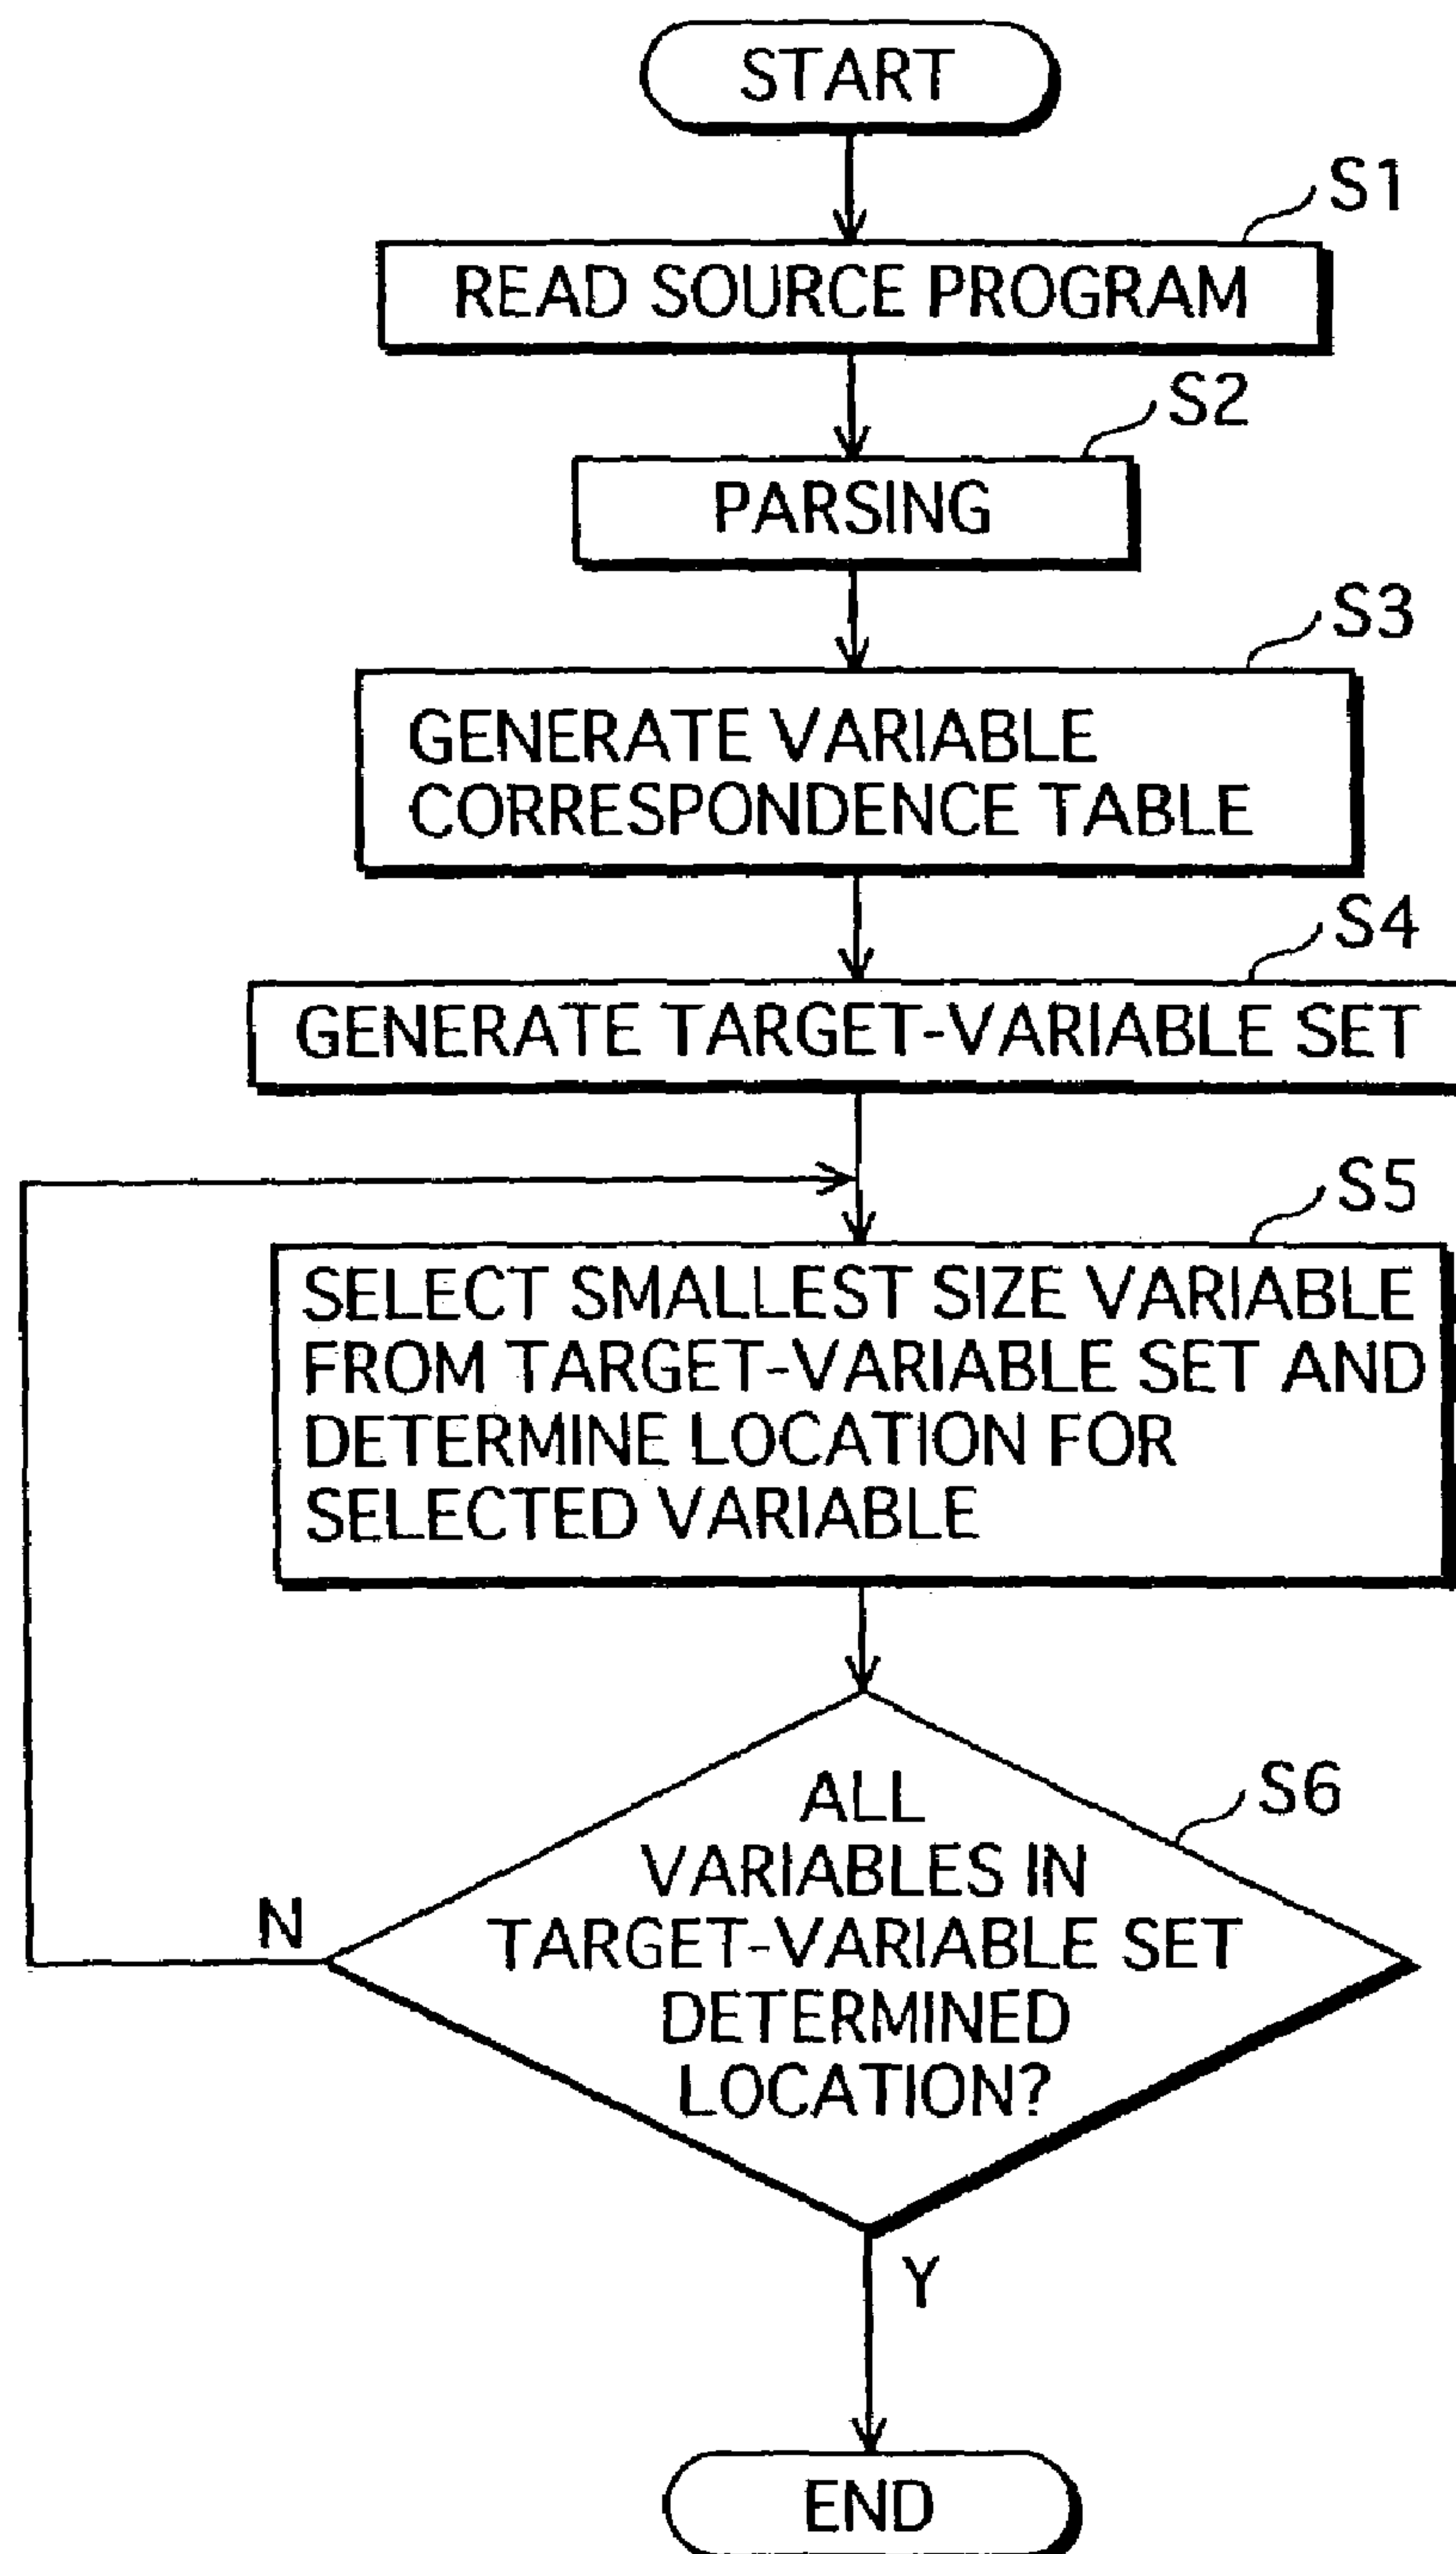 START
S1
READ SOURCE PROGRAM
S2
PARSING
S3
GENERATE VARIABLE
CORRESPONDENCE TABLE
S4
GENERATE TARGET-VARIABLE SET
S5
SELECT SMALLEST SIZE VARIABLE
FROM TARGET-VARIABLE SET AND
DETERMINE LOCATION FOR
SELECTED VARIABLE
S6
ALL
VARIABLES IN
TARGET-VARIABLE SET
DETERMINED
LOCATION?
N
Y
END